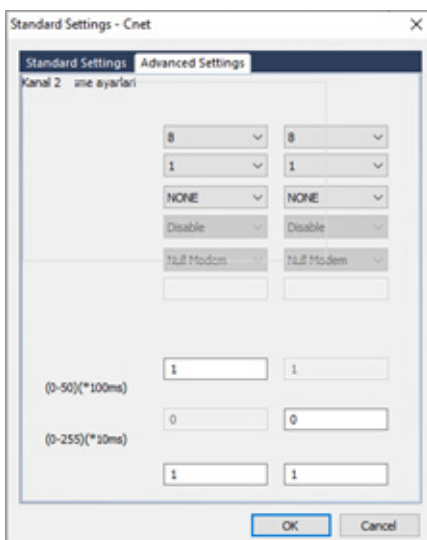 Standard Settings - Cnet
Standard Settings Advanced Settings
Kanal 2 me ayarlari
8 8
1 1
NONE NONE
Disable Disable
Null Modem Null Modem
1 1
(0-50)(*100ms)
0 0
(0-255)(*10ms)
1 1
OK Cancel